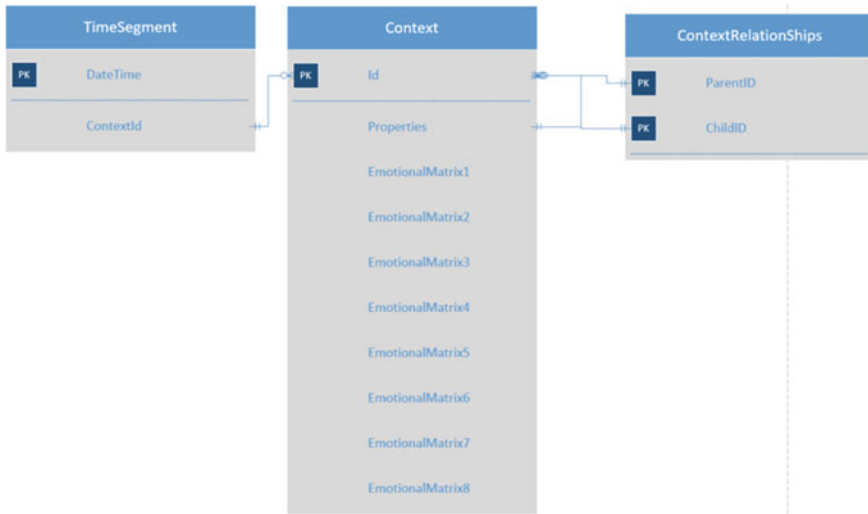 TimeSegment
PK DateTime
ContextId
Context
PK Id
Properties
EmotionalMatrix1
EmotionalMatrix2
EmotionalMatrix3
EmotionalMatrix4
EmotionalMatrix5
EmotionalMatrix6
EmotionalMatrix7
EmotionalMatrix8
ContextRelationShips
PK ParentID
PK ChildID